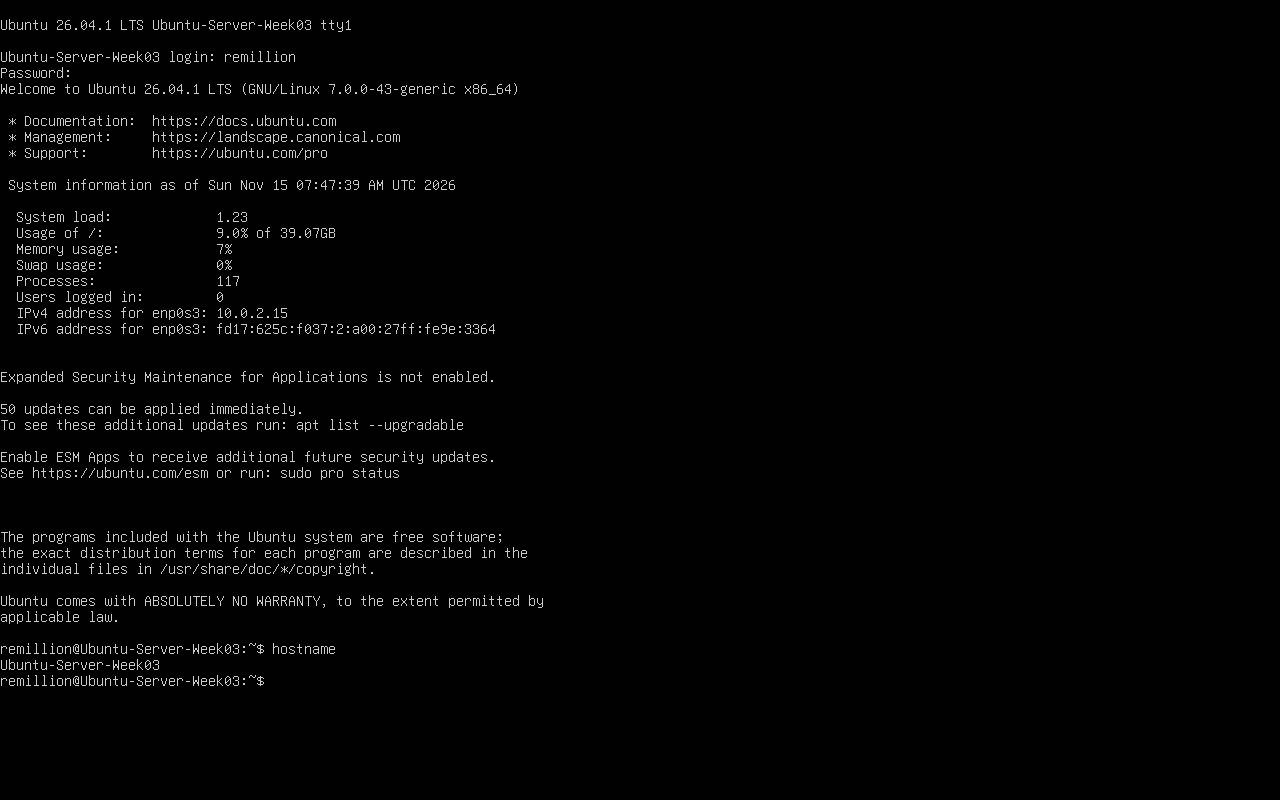 Ubuntu 26.04.1 LTS Ubuntu-Server-Week03 tty1
Ubuntu-Server-Week03 login: remillion
Password:
Welcome to Ubuntu 26.04.1 LTS (GNU/Linux 7.0.0-43-generic x86_64)
* Documentation:  https://docs.ubuntu.com
* Management:     https://landscape.canonical.com
* Support:        https://ubuntu.com/pro
System information as of Sun Nov 15 07:47:39 AM UTC 2026
System load:             1.23
Usage of /:              9.0% of 39.07GB
Memory usage:            7%
Swap usage:              0%
Processes:               117
Users logged in:         0
IPv4 address for enp0s3: 10.0.2.15
IPv6 address for enp0s3: fd17:625c:f037:2:a00:27ff:fe9e:3364
Expanded Security Maintenance for Applications is not enabled.
50 updates can be applied immediately.
To see these additional updates run: apt list --upgradable
Enable ESM Apps to receive additional future security updates.
See https://ubuntu.com/esm or run: sudo pro status
The programs included with the Ubuntu system are free software;
the exact distribution terms for each program are described in the
individual files in /usr/share/doc/*/copyright.
Ubuntu comes with ABSOLUTELY NO WARRANTY, to the extent permitted by
applicable law.
remillion@Ubuntu-Server-Week03:~$ hostname
Ubuntu-Server-Week03
remillion@Ubuntu-Server-Week03:~$